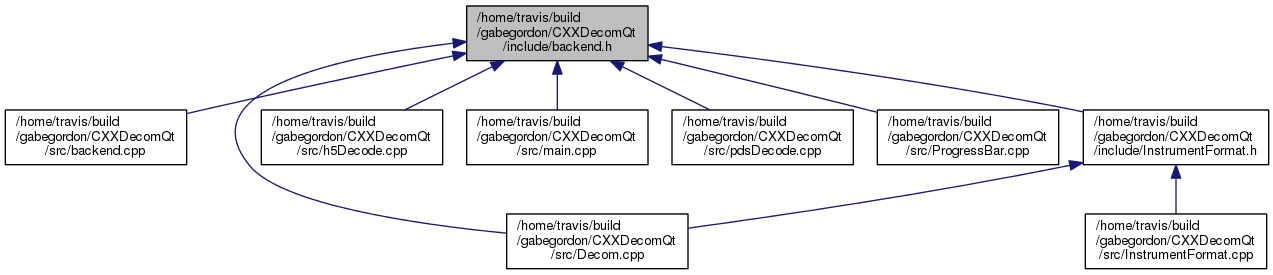 /home/travis/build
/gabegordon/CXXDecomQt
/include/backend.h
/home/travis/build
/gabegordon/CXXDecomQt
/src/backend.cpp
/home/travis/build
/gabegordon/CXXDecomQt
/src/h5Decode.cpp
/home/travis/build
/gabegordon/CXXDecomQt
/src/main.cpp
/home/travis/build
/gabegordon/CXXDecomQt
/src/pdsDecode.cpp
/home/travis/build
/gabegordon/CXXDecomQt
/src/ProgressBar.cpp
/home/travis/build
/gabegordon/CXXDecomQt
/include/InstrumentFormat.h
/home/travis/build
/gabegordon/CXXDecomQt
/src/Decom.cpp
/home/travis/build
/gabegordon/CXXDecomQt
/src/InstrumentFormat.cpp